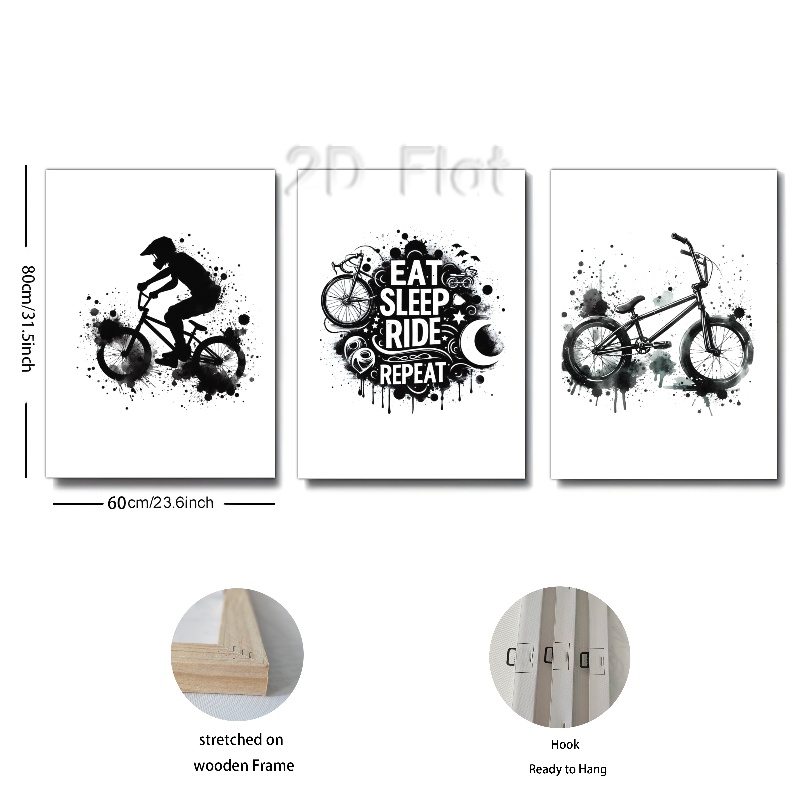 2D Flat
80cm/31.5inch
EAT
SLEEP
RIDE
REPEAT
60cm/23.6inch
stretched on
wooden Frame
Hook
Ready to Hang